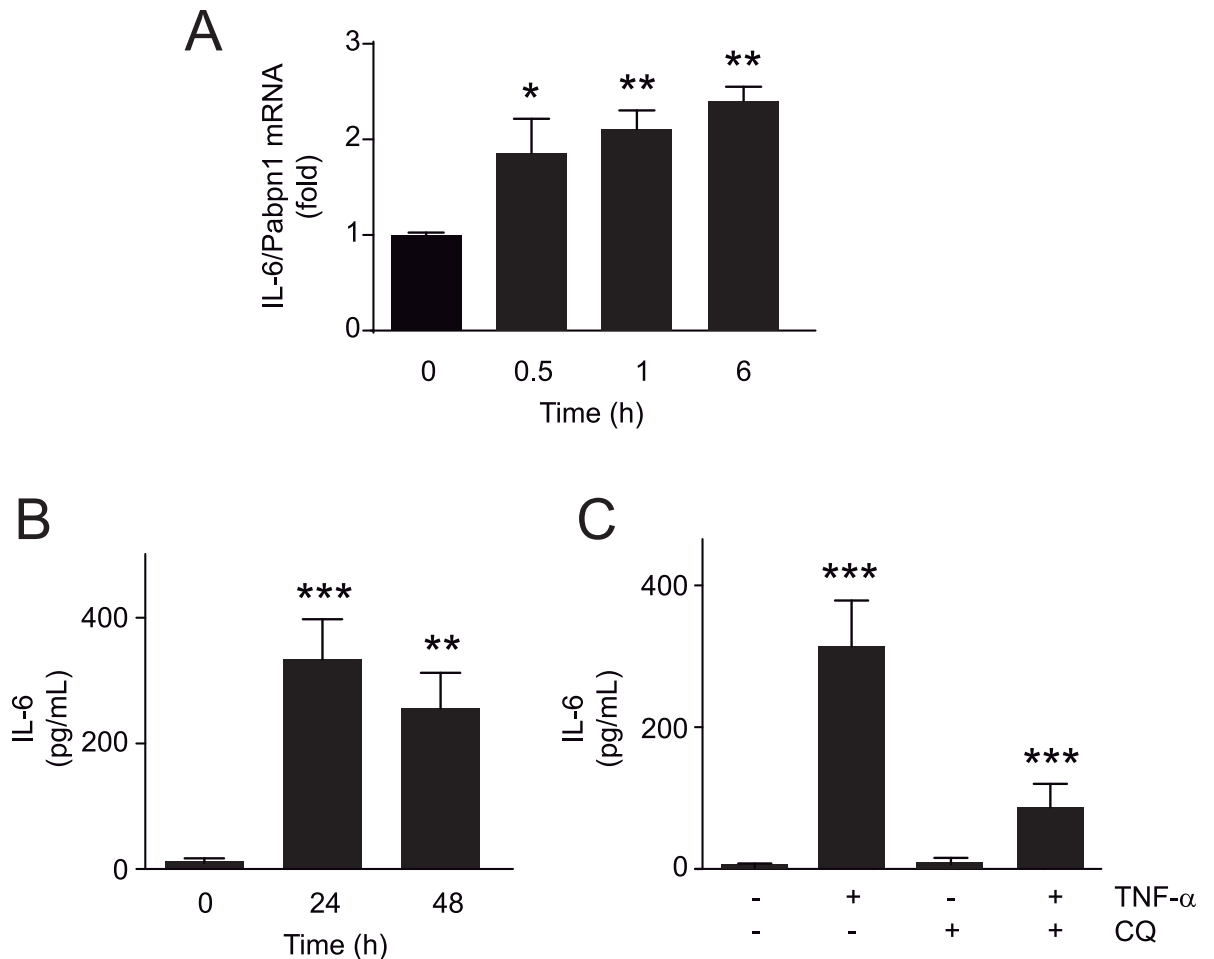 A
IL-6/Pabpn1 mRNA
(fold)
3
2
1
0
*
**
**
0 0.5 1 6
Time (h)
B
IL-6
(pg/mL)
400
200
0
***
**
0 24 48
Time (h)
C
IL-6
(pg/mL)
400
200
0
***
***
- + - + TNF-α
- - + + CQ